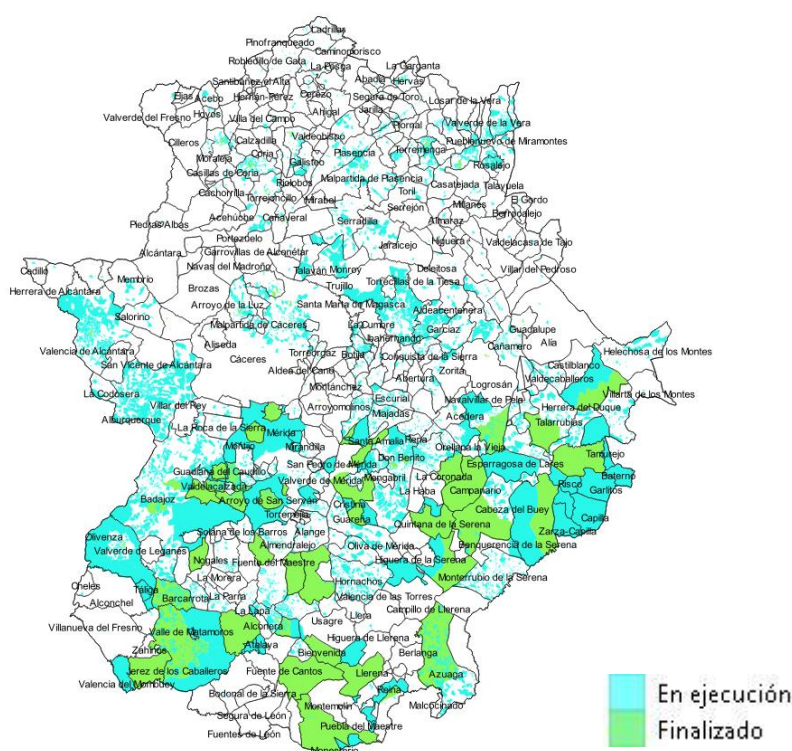 Ladrillar
Pinofranqueado
Caminomorisco
Robledillo de Gata
La Pesga
La Garganta
Santibáñez el Alto
Abadía
Hervás
Eljas
Acebo
Hernán-Pérez
Cerezo
Segura de Toro
Losar de la Vera
Valverde del Fresno
Hoyos
Villa del Campo
Ahigal
Jarilla
Valverde de la Vera
Cilleros
Calzadilla
Valdeobispo
Piornal
Pueblonuevo de Miramontes
Moraleja
Coria
Galisteo
Plasencia
Torremenga
Rosalejo
Casillas de Coria
Riolobos
Malpartida de Plasencia
Casatejada
Talayuela
Cachorrilla
Torrejoncillo
Mirabel
Toril
Serrejón
Millanes
El Gordo
Berrocalejo
Acehúche
Cañaveral
Serradilla
Almaraz
Piedras Albas
Portezuelo
Jaraicejo
Higuera
Valdelacasa de Tajo
Alcántara
Garrovillas de Alconétar
Cedillo
Navas del Madroño
Talaván
Monroy
Deleitosa
Villar del Pedroso
Herrera de Alcántara
Membrio
Brozas
Trujillo
Torrecillas de la Tiesa
Salorino
Arroyo de la Luz
Santa Marta de Magasca
Aldeacentenera
Malpartida de Cáceres
La Cumbre
Garciaz
Guadalupe
Valencia de Alcántara
Aliseda
Ibahernando
Cañamero
Alía
Helechosa de los Montes
San Vicente de Alcántara
Cáceres
Torreorgaz
Botija
Conquista de la Sierra
Castilblanco
Aldea del Cano
Zorita
Valdecaballeros
La Codosera
Montánchez
Abertura
Logrosán
Villarta de los Montes
Alburquerque
Villar del Rey
Arroyomolinos
Escurial
Navalvillar de Pela
Herrera del Duque
La Roca de la Sierra
Majadas
Acedera
Talarrubias
Montijo
Mérida
Mirandilla
Santa Amalia
Rena
Orellana la Vieja
Guadiana del Caudillo
San Pedro de Mérida
Don Benito
Esparragosa de Lares
Tamurejo
Badajoz
Valdelacalzada
Valverde de Mérida
Mengabril
La Coronada
Risco
Baterno
Arroyo de San Serván
Cristina
La Haba
Campanario
Garlitos
Torremejía
Guareña
Cabeza del Buey
Capilla
Olivenza
Solana de los Barros
Alange
Quintana de la Serena
Zarza-Capilla
Valverde de Leganés
Almendralejo
Oliva de Mérida
Benquerencia de la Serena
Nogales
Fuente del Maestre
Higuera de la Serena
Cheles
Táliga
La Morera
Hornachos
Monterrubio de la Serena
Alconchel
Barcarrota
La Parra
Valencia de las Torres
La Lapa
Llera
Campillo de Llerena
Villanueva del Fresno
Valle de Matamoros
Alconera
Usagre
Higuera de Llerena
Zahínos
Atalaya
Bienvenida
Berlanga
Jerez de los Caballeros
Fuente de Cantos
Llerena
Azuaga
Valencia del Mombuey
Bodonal de la Sierra
Reina
Montemolín
Malcocinado
Segura de León
Puebla del Maestre
Fuentes de León
Monesterio
En ejecución
Finalizado